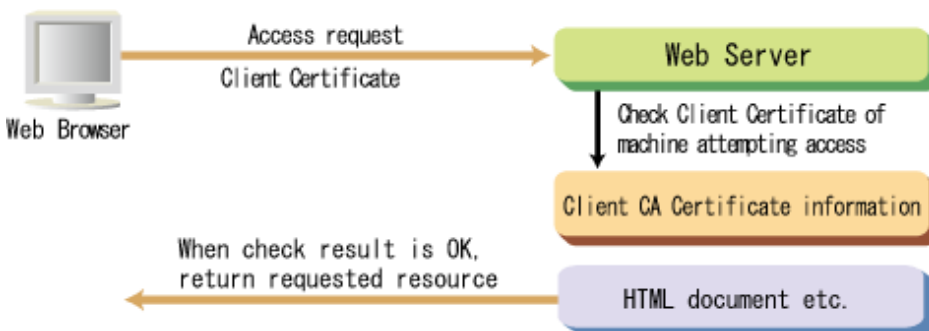 Access request
Client Certificate
Web Browser
Web Server
Check Client Certificate of
machine attempting access
Client CA Certificate information
When check result is OK,
return requested resource
HTML document etc.